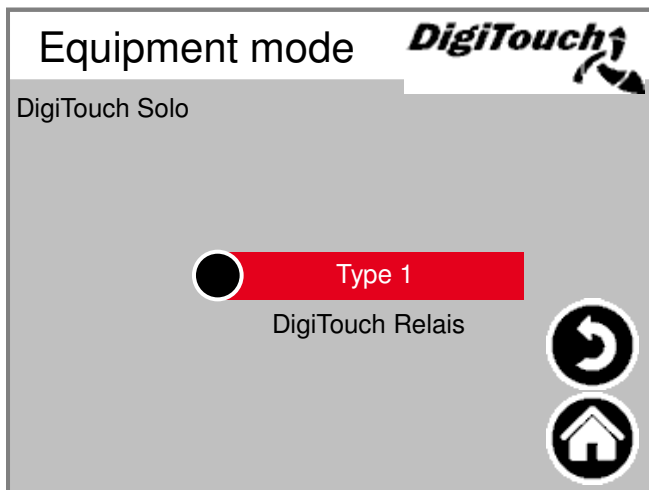 Equipment mode
DigiTouch
DigiTouch Solo
Type 1
DigiTouch Relais